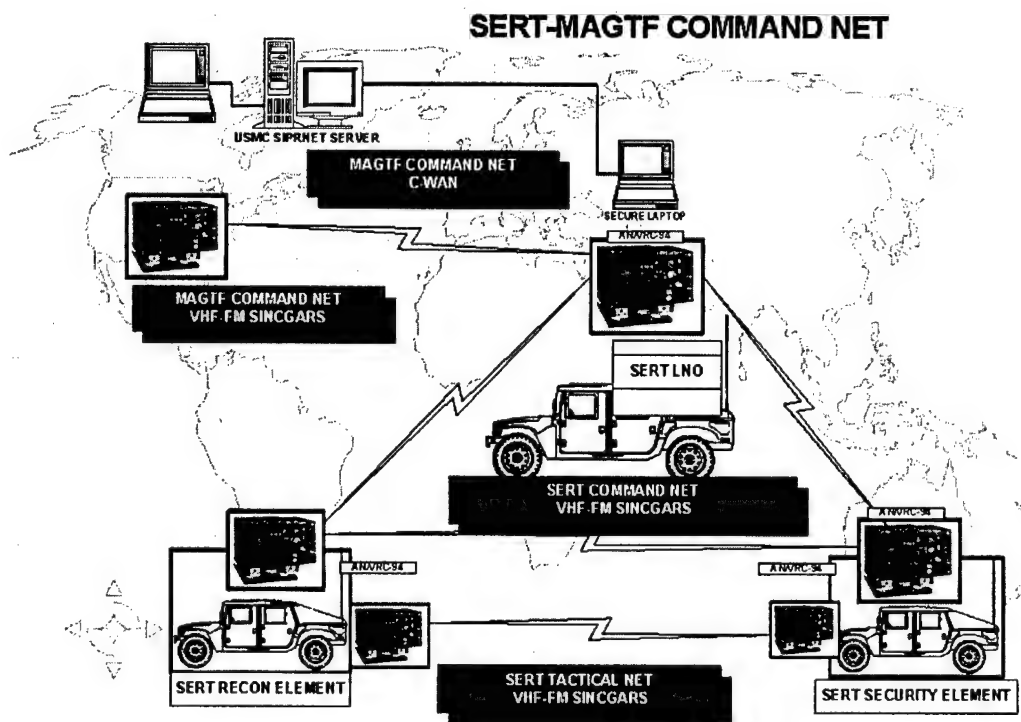 SERT-MAGTF COMMAND NET
USMC SIPRNET SERVER
MAGTF COMMAND NET
C-WAN
SECURE LAPTOP
AN/VRC-94
MAGTF COMMAND NET
VHF-FM SINCGARS
SERT LNO
SERT COMMAND NET
VHF-FM SINCGARS
AN/VRC-94
AN/VRC-94
AN/VRC-94
SERT RECON ELEMENT
SERT TACTICAL NET
VHF-FM SINCGARS
SERT SECURITY ELEMENT